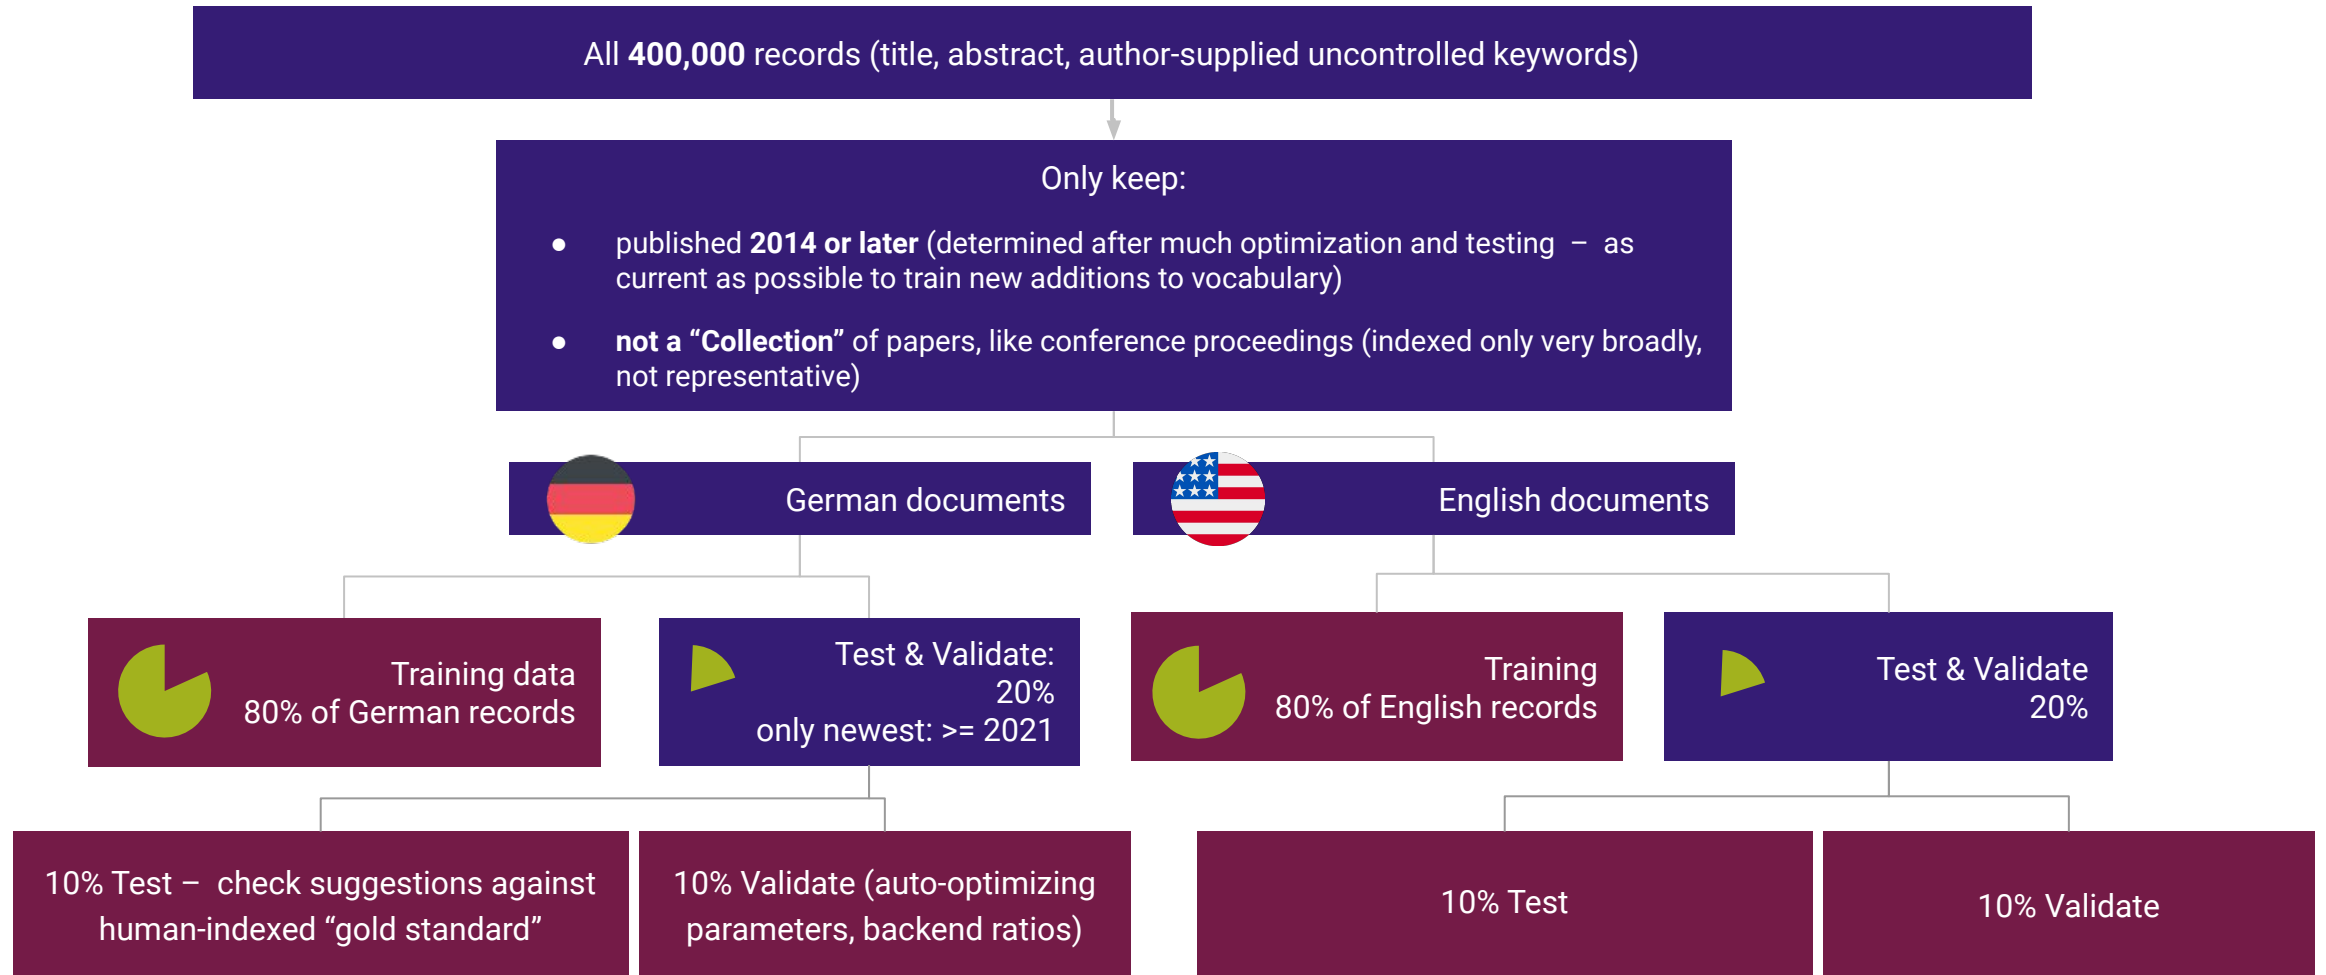 All 400,000 records (title, abstract, author-supplied uncontrolled keywords)
Only keep:
● published 2014 or later (determined after much optimization and testing – as
current as possible to train new additions to vocabulary)
● not a “Collection” of papers, like conference proceedings (indexed only very broadly,
not representative)
German documents
English documents
Training data
80% of German records
Test & Validate:
20%
only newest: >= 2021
Training
80% of English records
Test & Validate
20%
10% Test – check suggestions against
human-indexed “gold standard”
10% Validate (auto-optimizing
parameters, backend ratios)
10% Test
10% Validate